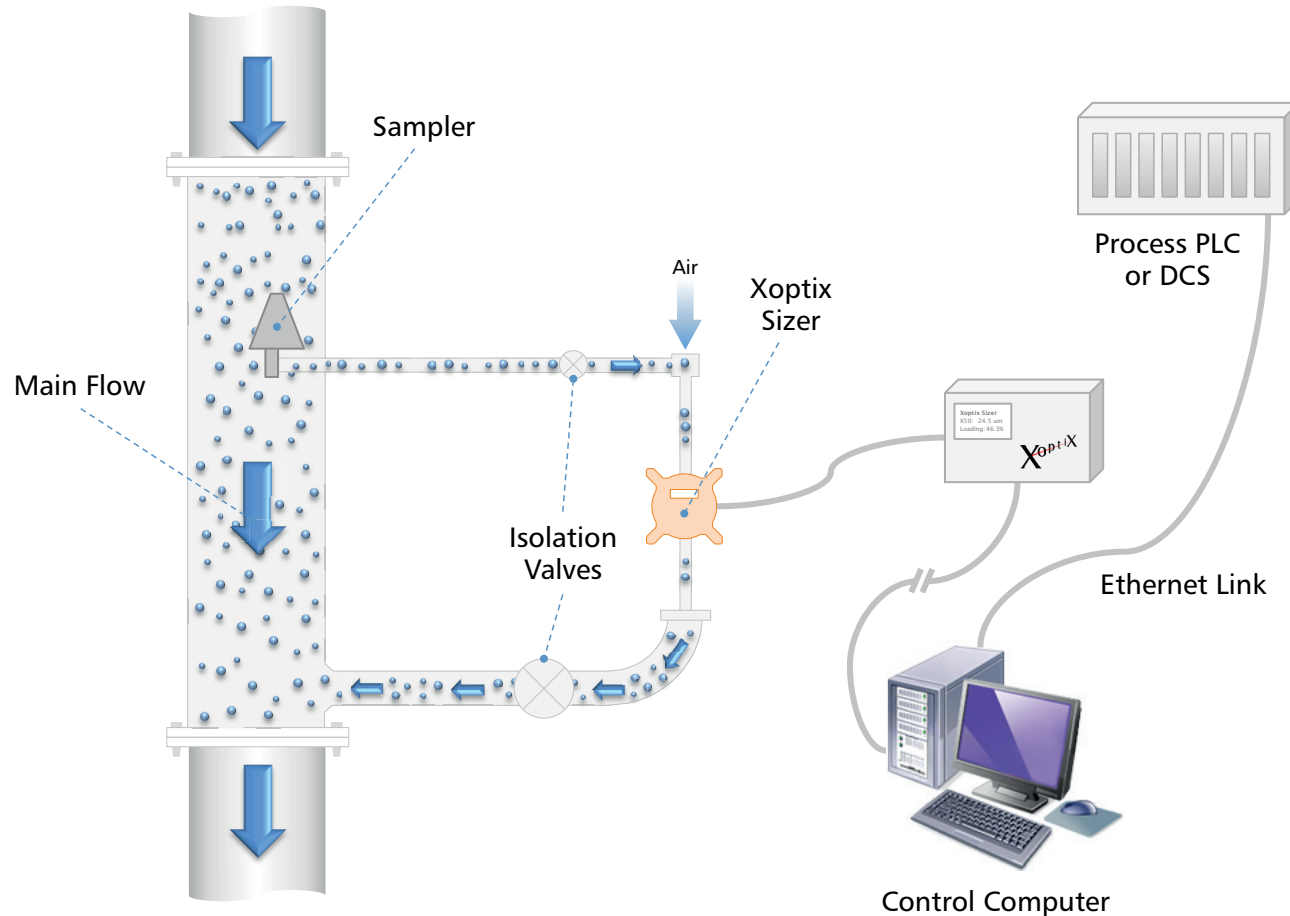 Sampler
Air
Xoptix
Sizer
Process PLC
or DCS
Main Flow
Xoptix Sizer
X50: 24.5 um
Loading: 46.3%
Xoptix
Isolation
Valves
Ethernet Link
Control Computer